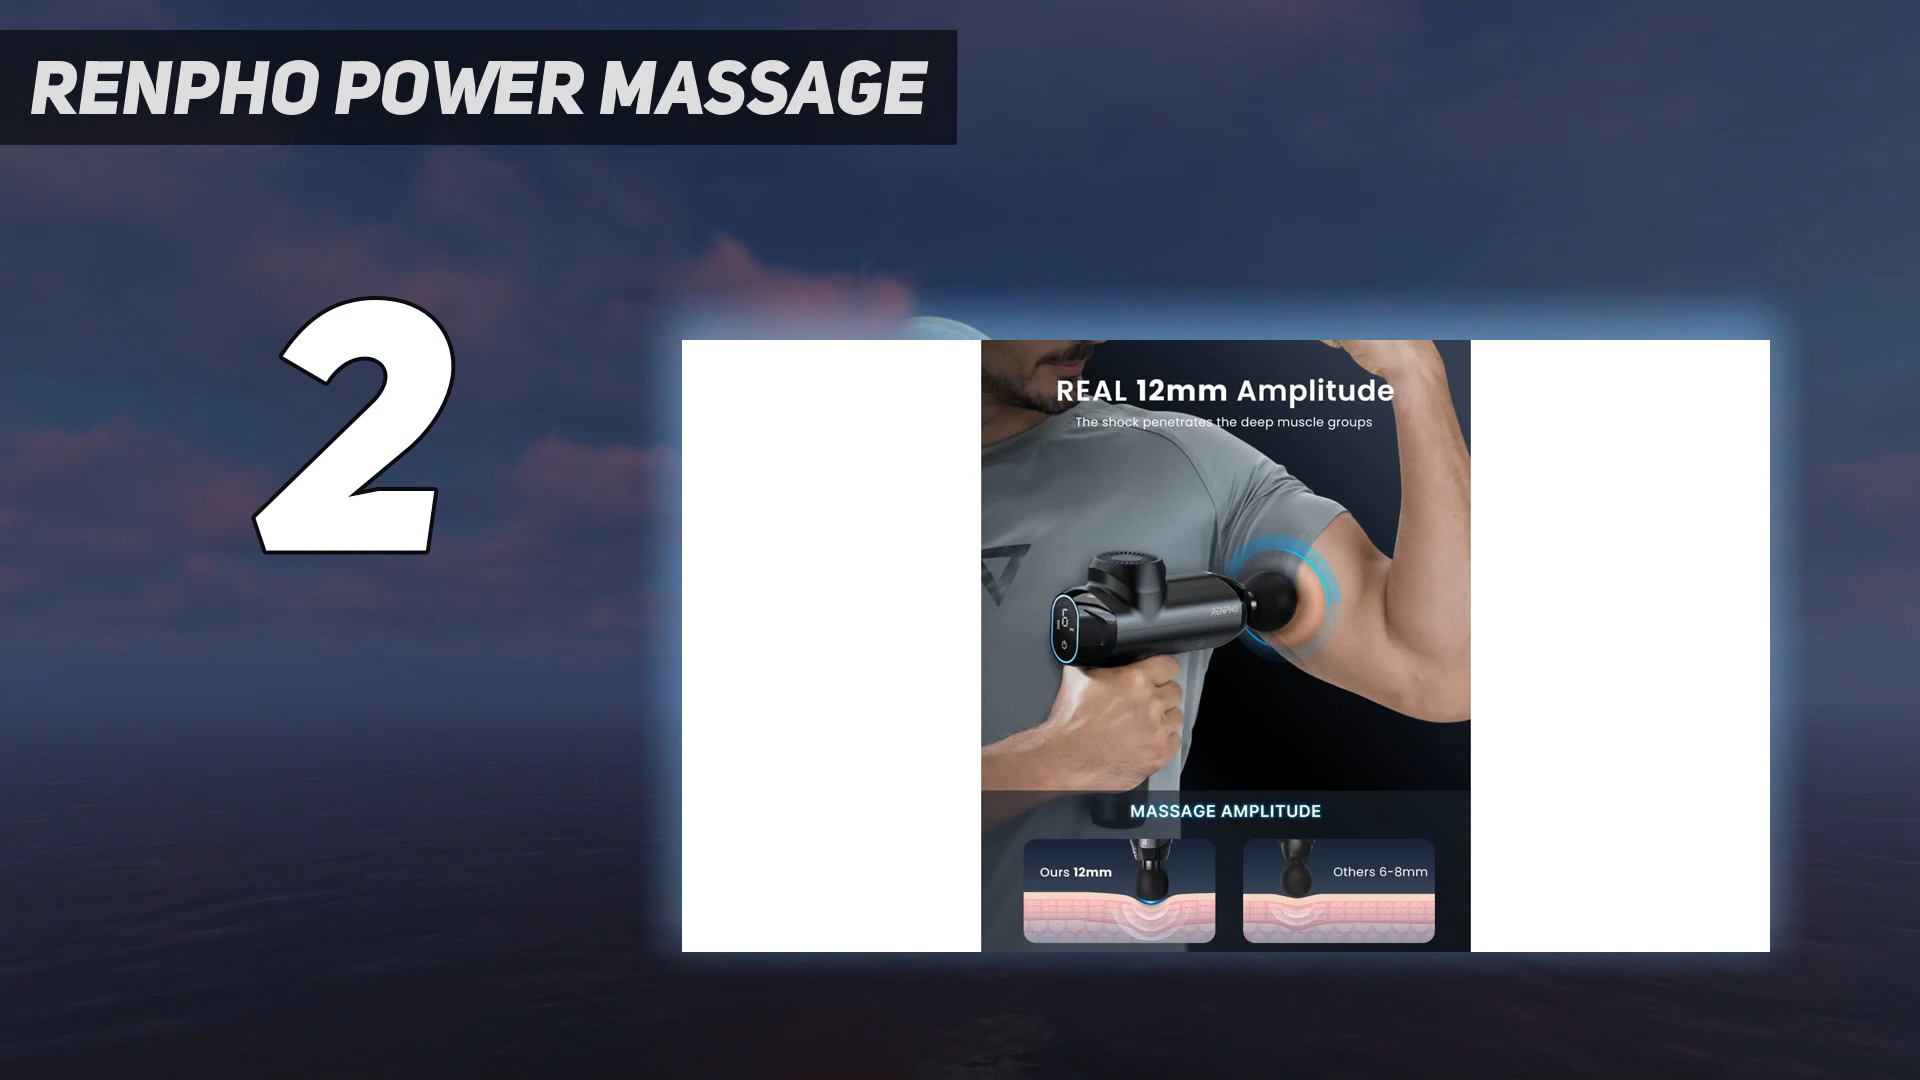 RENPHO POWER MASSAGE
2
REAL 12mm Amplitude
The shock penetrates the deep muscle groups
RENPHO
MASSAGE AMPLITUDE
Ours 12mm
Others 6-8mm